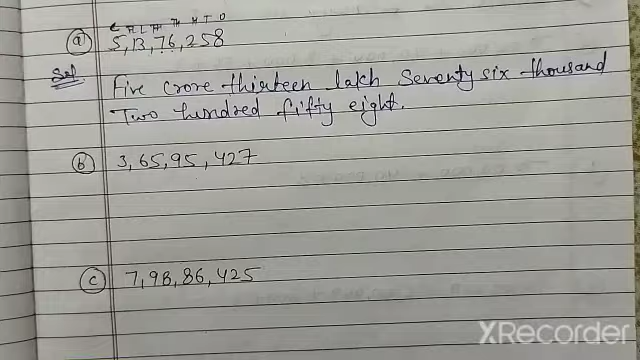 C TL L TTh Th H T O
(a) 5,13,76,258
Sol. Five crore thirteen lakh Seventy six thousand
Two hundred fifty eight.
(b) 3,65,95,427
(c) 7,98,86,425
XRecorder